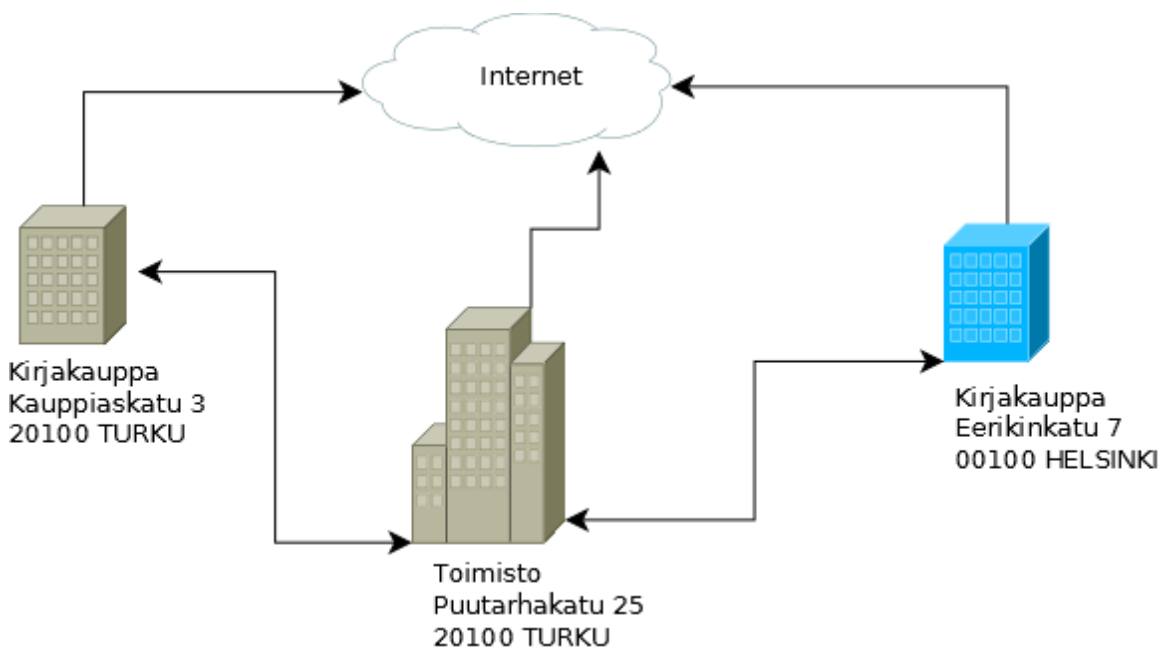 Internet
Kirjakauppa
Kauppiaskatu 3
20100 TURKU
Kirjakauppa
Eerikinkatu 7
00100 HELSINKI
Toimisto
Puutarhakatu 25
20100 TURKU